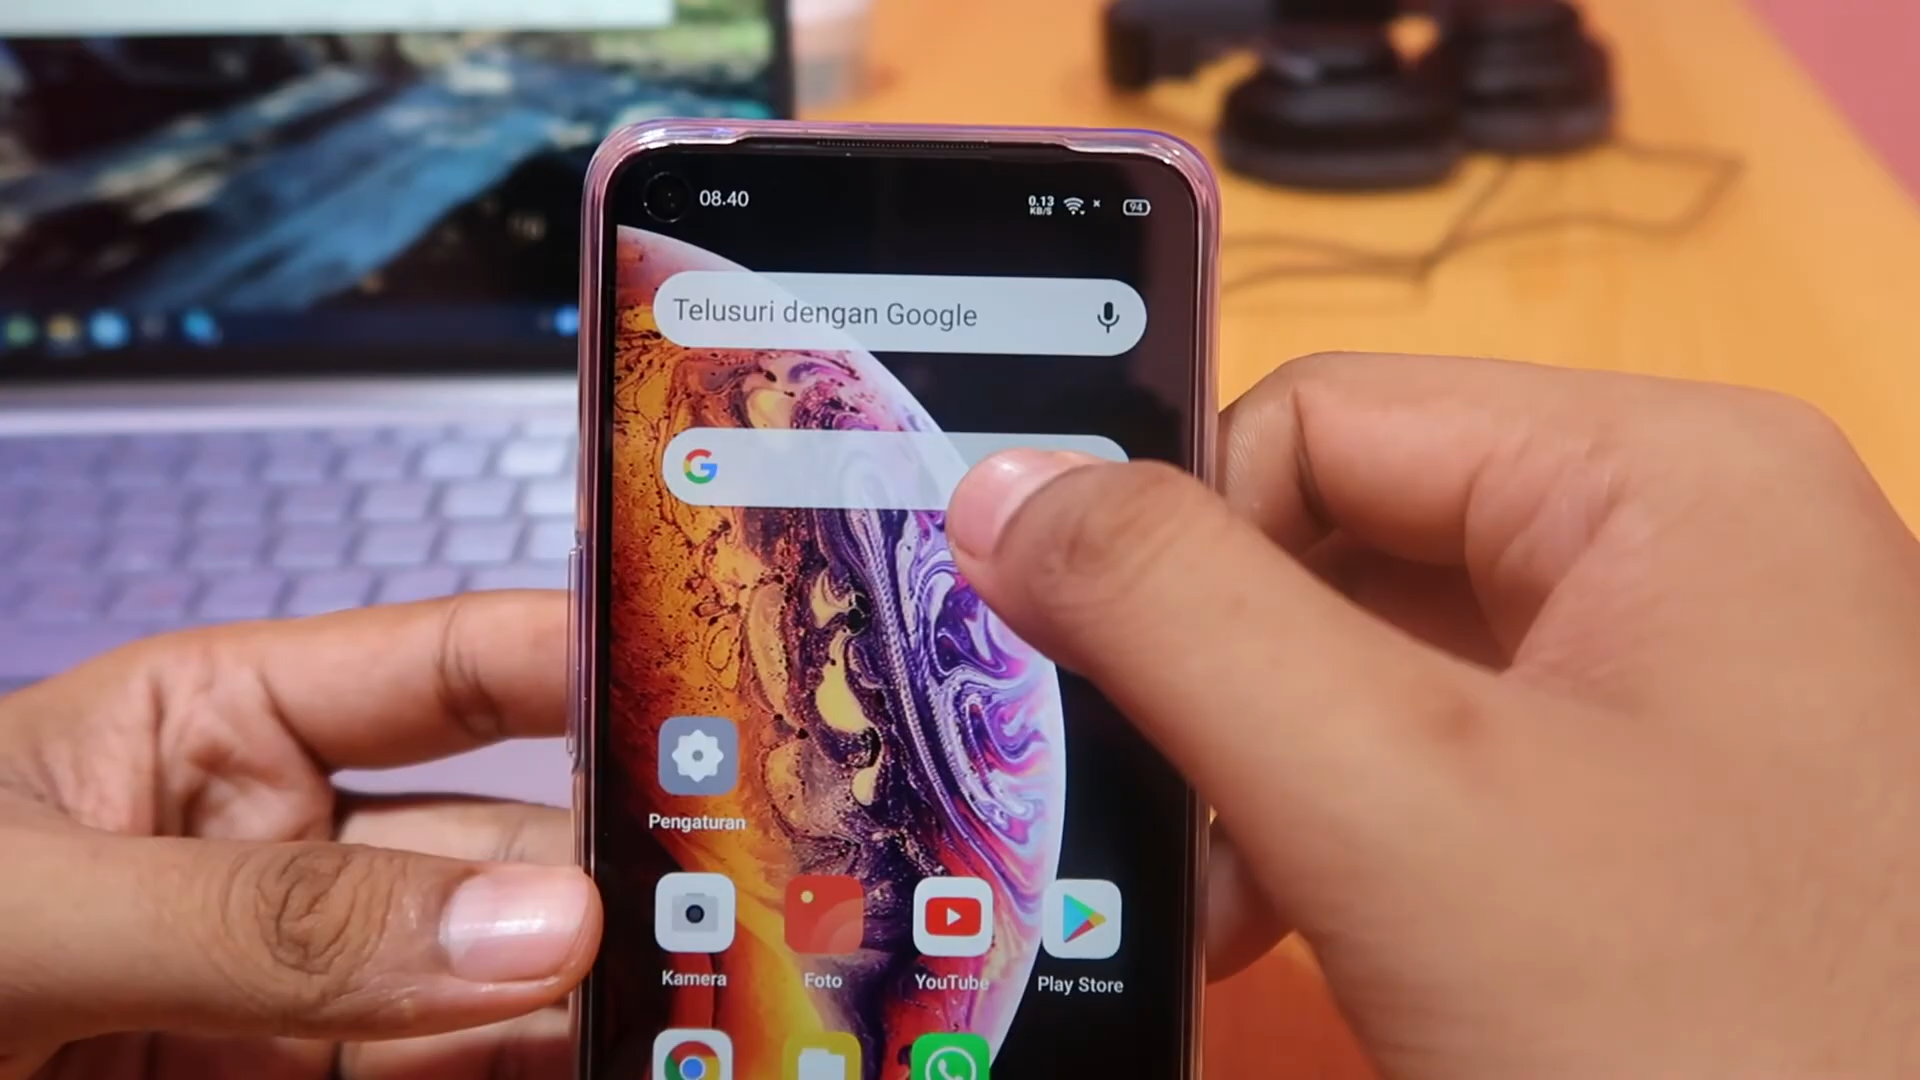 08.40
0.13
KB/S
94
Telusuri dengan Google
G
Pengaturan
Kamera
Foto
YouTube
Play Store